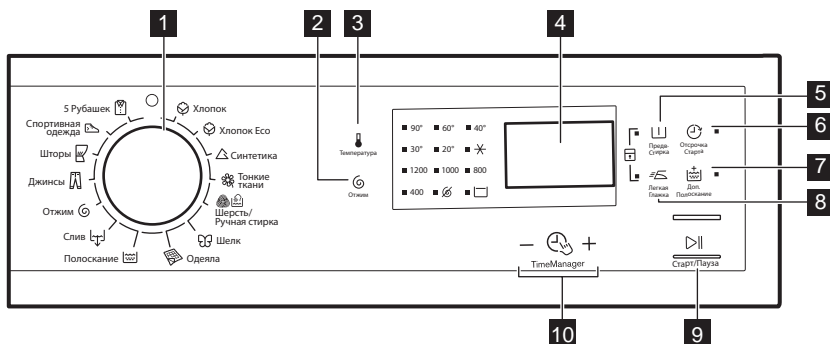 1
2
3
4
5
6
7
8
9
10
5 Рубашек
Спортивная
одежда
Шторы
Джинсы
Отжим
Слив
Полоскание
Хлопок
Хлопок Eco
Синтетика
Тонкие
ткани
Шерсть/
Ручная стирка
Шелк
Одеяла
Температура
Отжим
90° 60° 40°
30° 20°
1200 1000 800
400
Предв.
Стирка
Отсрочка
Старта
Легкая
Глажка
Доп.
Полоскание
− +
TimeManager
Старт/Пауза